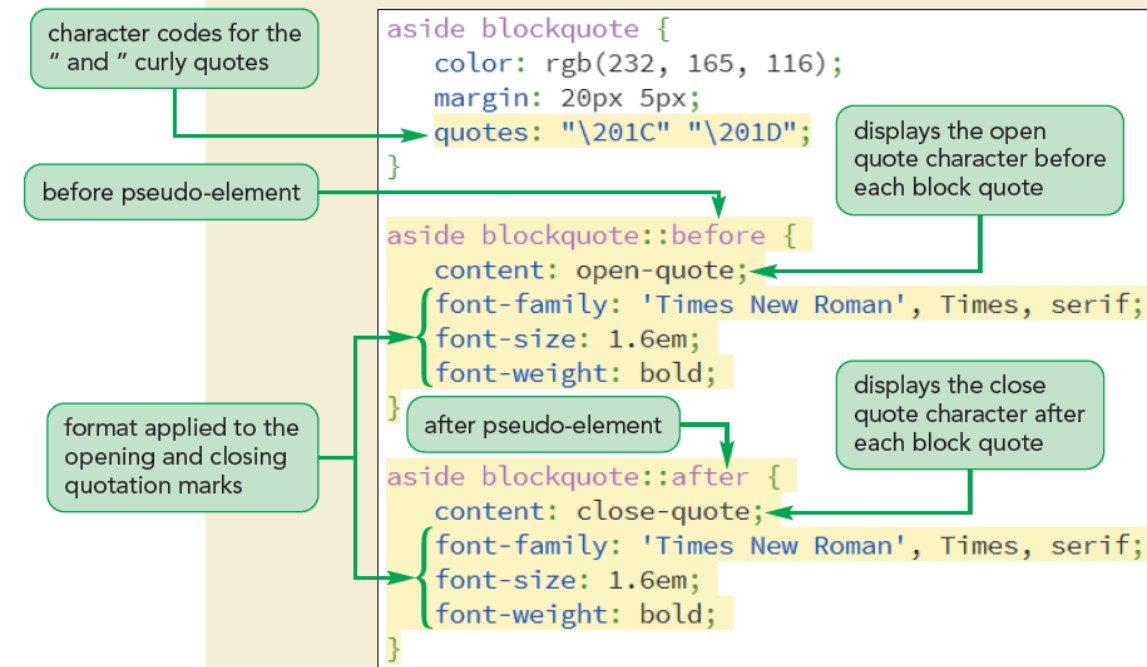 character codes for the
“ and ” curly quotes
aside blockquote {
color: rgb(232, 165, 116);
margin: 20px 5px;
quotes: "\201C" "\201D";
}
displays the open
quote character before
each block quote
before pseudo-element
aside blockquote::before {
content: open-quote;
font-family: 'Times New Roman', Times, serif;
font-size: 1.6em;
font-weight: bold;
}
format applied to the
opening and closing
quotation marks
after pseudo-element
displays the close
quote character after
each block quote
aside blockquote::after {
content: close-quote;
font-family: 'Times New Roman', Times, serif;
font-size: 1.6em;
font-weight: bold;
}